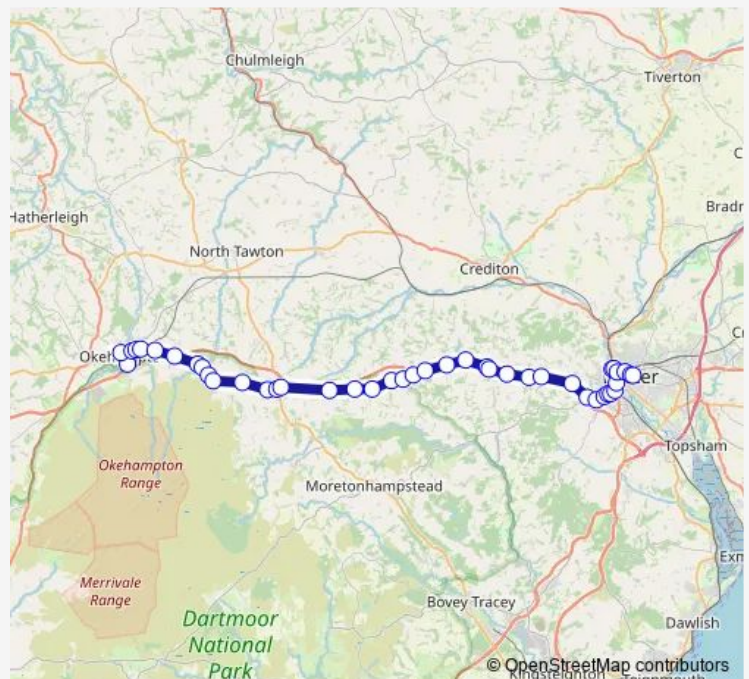 Chulmleigh
Tiverton
Hatherleigh
Bradn
North Tawton
Crediton
Topsham
Okehampton
Range
Moretonhampstead
Merrivale
Range
Bovey Tracey
Dawlish
Dartmoor
National
Park
© OpenStreetMap contributors